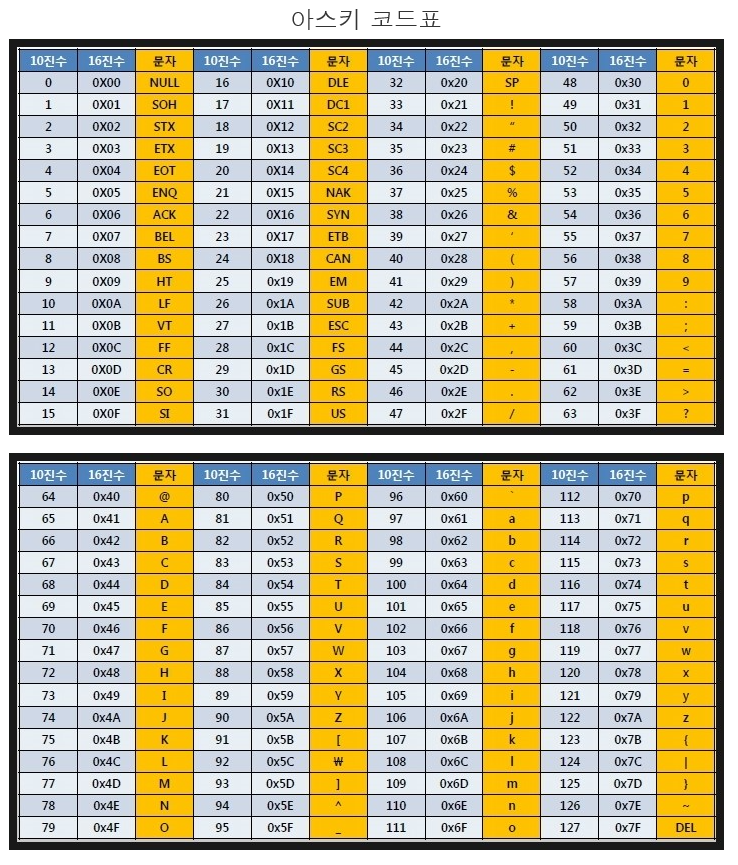 아스키 코드표
10진수 16진수 문자 10진수 16진수 문자 10진수 16진수 문자 10진수 16진수 문자
0 0X00 NULL 16 0X10 DLE 32 0x20 SP 48 0x30 0
1 0X01 SOH 17 0X11 DC1 33 0x21 ! 49 0x31 1
2 0X02 STX 18 0X12 SC2 34 0x22 “ 50 0x32 2
3 0X03 ETX 19 0X13 SC3 35 0x23 # 51 0x33 3
4 0X04 EOT 20 0X14 SC4 36 0x24 $ 52 0x34 4
5 0X05 ENQ 21 0X15 NAK 37 0x25 % 53 0x35 5
6 0X06 ACK 22 0X16 SYN 38 0x26 & 54 0x36 6
7 0X07 BEL 23 0X17 ETB 39 0x27 ‘ 55 0x37 7
8 0X08 BS 24 0X18 CAN 40 0x28 ( 56 0x38 8
9 0X09 HT 25 0x19 EM 41 0x29 ) 57 0x39 9
10 0X0A LF 26 0x1A SUB 42 0x2A * 58 0x3A :
11 0X0B VT 27 0x1B ESC 43 0x2B + 59 0x3B ;
12 0X0C FF 28 0x1C FS 44 0x2C , 60 0x3C <
13 0X0D CR 29 0x1D GS 45 0x2D - 61 0x3D =
14 0X0E SO 30 0x1E RS 46 0x2E . 62 0x3E >
15 0X0F SI 31 0x1F US 47 0x2F / 63 0x3F ?
10진수 16진수 문자 10진수 16진수 문자 10진수 16진수 문자 10진수 16진수 문자
64 0x40 @ 80 0x50 P 96 0x60 ` 112 0x70 p
65 0x41 A 81 0x51 Q 97 0x61 a 113 0x71 q
66 0x42 B 82 0x52 R 98 0x62 b 114 0x72 r
67 0x43 C 83 0x53 S 99 0x63 c 115 0x73 s
68 0x44 D 84 0x54 T 100 0x64 d 116 0x74 t
69 0x45 E 85 0x55 U 101 0x65 e 117 0x75 u
70 0x46 F 86 0x56 V 102 0x66 f 118 0x76 v
71 0x47 G 87 0x57 W 103 0x67 g 119 0x77 w
72 0x48 H 88 0x58 X 104 0x68 h 120 0x78 x
73 0x49 I 89 0x59 Y 105 0x69 i 121 0x79 y
74 0x4A J 90 0x5A Z 106 0x6A j 122 0x7A z
75 0x4B K 91 0x5B [ 107 0x6B k 123 0x7B {
76 0x4C L 92 0x5C ₩ 108 0x6C l 124 0x7C |
77 0x4D M 93 0x5D ] 109 0x6D m 125 0x7D }
78 0x4E N 94 0x5E ^ 110 0x6E n 126 0x7E ~
79 0x4F O 95 0x5F _ 111 0x6F o 127 0x7F DEL